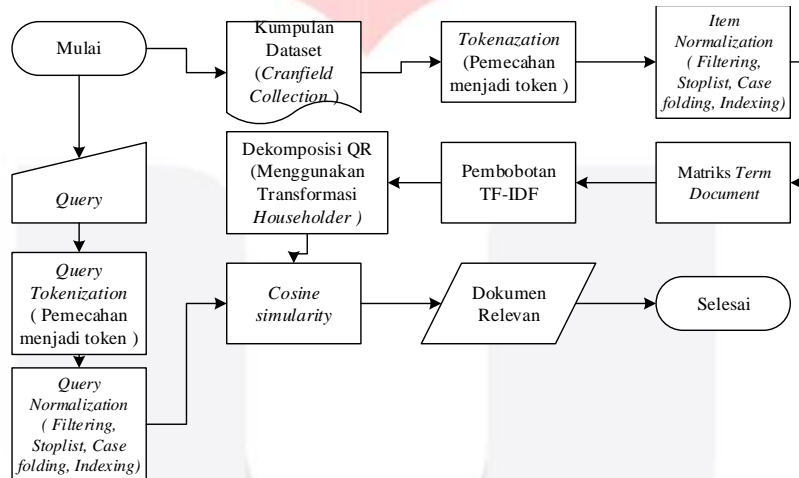 Mulai
Kumpulan
Dataset
(Cranfield
Collection )
Tokenazation
(Pemecahan
menjadi token )
Item
Normalization
( Filtering,
Stoplist, Case
folding, Indexing)
Query
Dekomposisi QR
(Menggunakan
Transformasi
Householder )
Pembobotan
TF-IDF
Matriks Term
Document
Query
Tokenization
( Pemecahan
menjadi token )
Cosine
simularity
Dokumen
Relevan
Selesai
Query
Normalization
( Filtering,
Stoplist, Case
folding, Indexing)